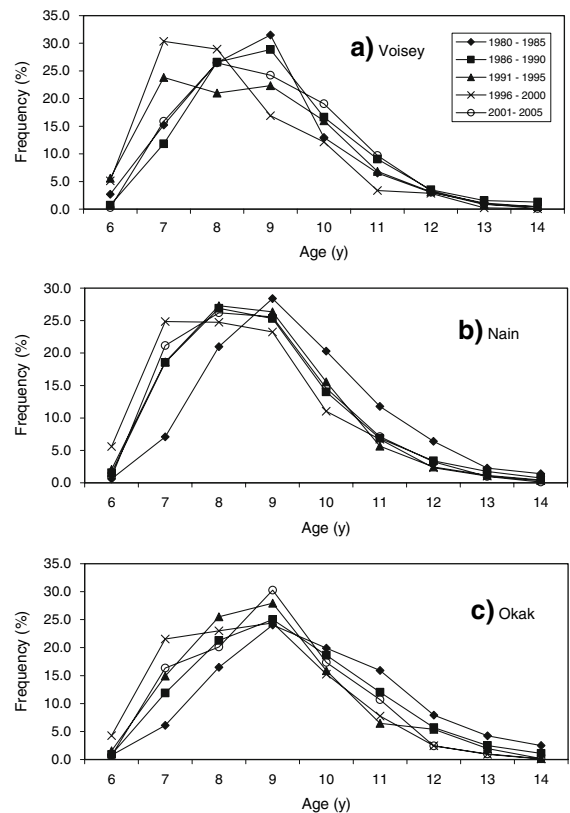 a) Voisey
1980 - 1985
1986 - 1990
1991 - 1995
1996 - 2000
2001- 2005
Frequency (%)
35.0
30.0
25.0
20.0
15.0
10.0
5.0
0.0
6 7 8 9 10 11 12 13 14
Age (y)
b) Nain
Frequency (%)
30.0
25.0
20.0
15.0
10.0
5.0
0.0
6 7 8 9 10 11 12 13 14
Age (y)
c) Okak
Frequency (%)
35.0
30.0
25.0
20.0
15.0
10.0
5.0
0.0
6 7 8 9 10 11 12 13 14
Age (y)